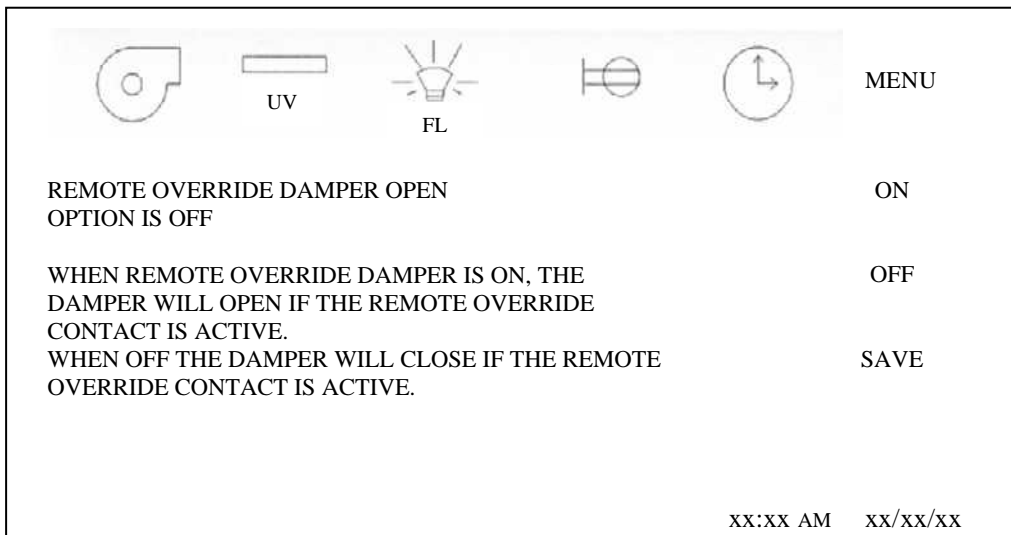 UV
FL
MENU
REMOTE OVERRIDE DAMPER OPEN
OPTION IS OFF
ON
WHEN REMOTE OVERRIDE DAMPER IS ON, THE
DAMPER WILL OPEN IF THE REMOTE OVERRIDE
CONTACT IS ACTIVE.
OFF
WHEN OFF THE DAMPER WILL CLOSE IF THE REMOTE
OVERRIDE CONTACT IS ACTIVE.
SAVE
xx:xx AM xx/xx/xx